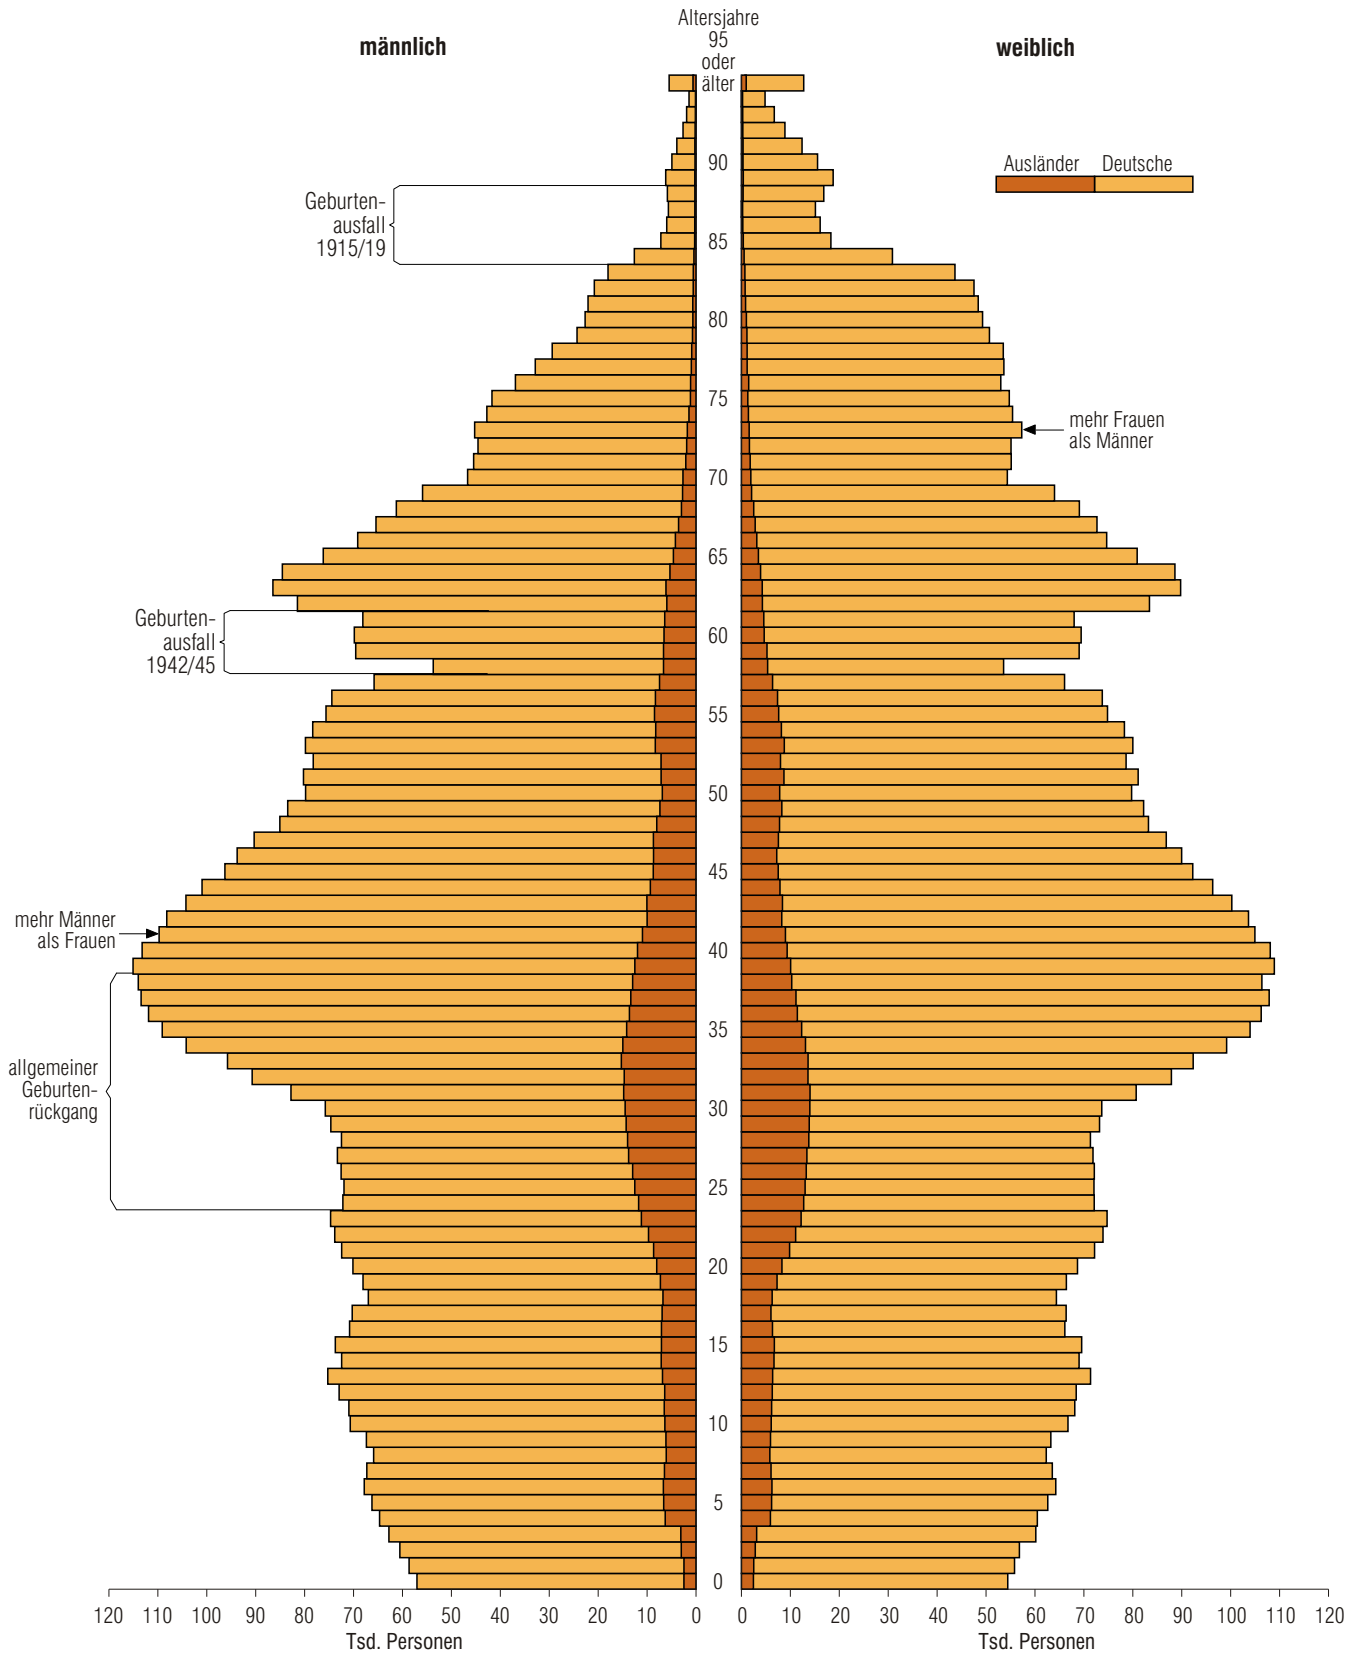 Altersjahre
95
oder
älter
männlich
weiblich
Ausländer Deutsche
90
Geburten-
ausfall
1915/19
85
80
75
mehr Frauen
als Männer
70
65
Geburten-
ausfall
1942/45
60
55
50
45
mehr Männer
als Frauen
40
35
allgemeiner
Geburten-
rückgang
30
25
20
15
10
5
0
120 110 100 90 80 70 60 50 40 30 20 10 0
0 10 20 30 40 50 60 70 80 90 100 110 120
Tsd. Personen
Tsd. Personen